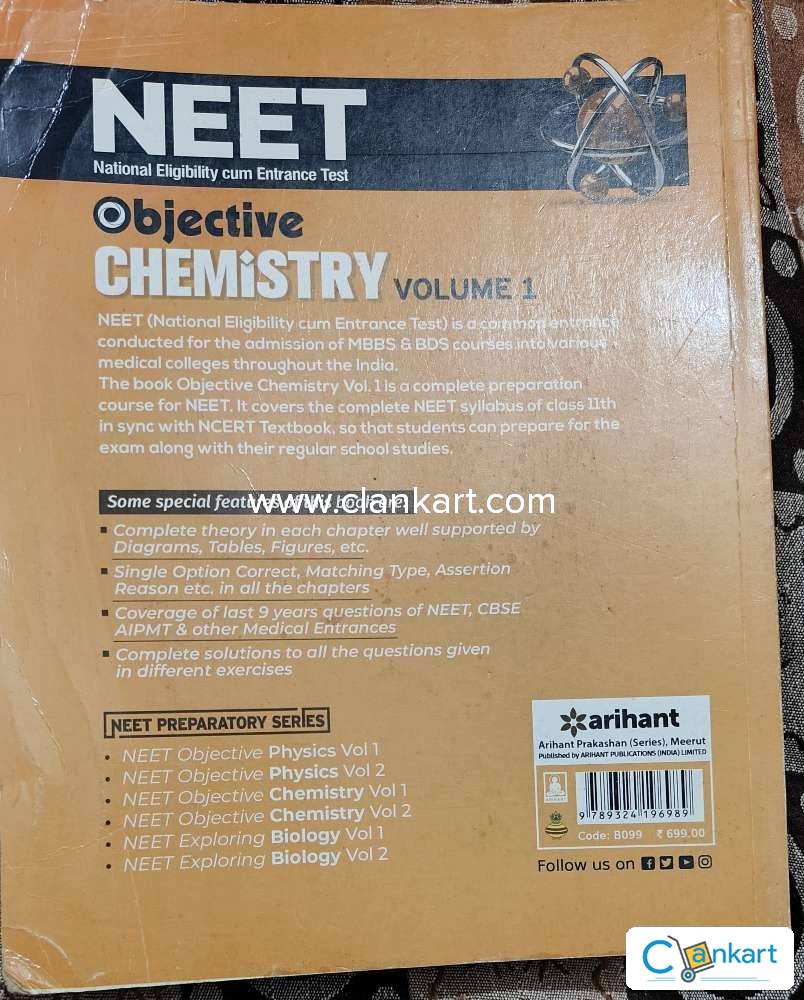 NEET
National Eligibility cum Entrance Test
Objective
CHEMiSTRY VOLUME 1
NEET (National Eligibility cum Entrance Test) is a common entrance
conducted for the admission of MBBS & BDS courses into various
medical colleges throughout the India.
The book Objective Chemistry Vol. 1 is a complete preparation
course for NEET. It covers the complete NEET syllabus of class 11th
in sync with NCERT Textbook, so that students can prepare for the
exam along with their regular school studies.
Some special features of this book are:
www.clankart.com
▪ Complete theory in each chapter well supported by
Diagrams, Tables, Figures, etc.
▪ Single Option Correct, Matching Type, Assertion
Reason etc. in all the chapters
▪ Coverage of last 9 years questions of NEET, CBSE
AIPMT & other Medical Entrances
▪ Complete solutions to all the questions given
in different exercises
NEET PREPARATORY SERIES
• NEET Objective Physics Vol 1
• NEET Objective Physics Vol 2
• NEET Objective Chemistry Vol 1
• NEET Objective Chemistry Vol 2
• NEET Exploring Biology Vol 1
• NEET Exploring Biology Vol 2
arihant
Arihant Prakashan (Series), Meerut
Published by ARIHANT PUBLICATIONS (INDIA) LIMITED
9 789324 196989
Code: B099 ₹ 699.00
Follow us on
Clankart